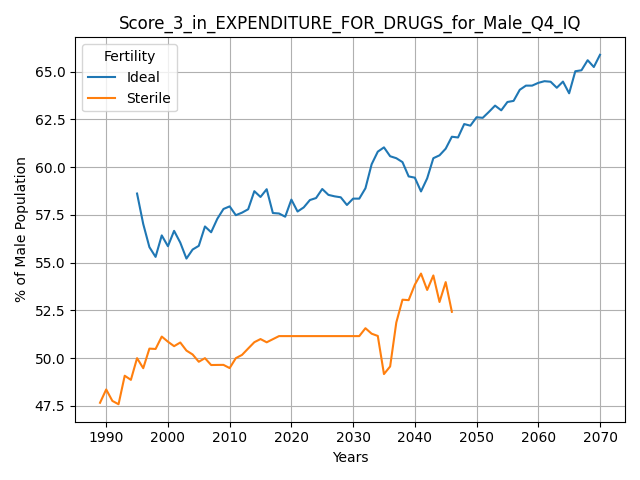 Score_3_in_EXPENDITURE_FOR_DRUGS_for_Male_Q4_IQ
Fertility
Ideal
Sterile
% of Male Population
65.0
62.5
60.0
57.5
55.0
52.5
50.0
47.5
1990 2000 2010 2020 2030 2040 2050 2060 2070
Years